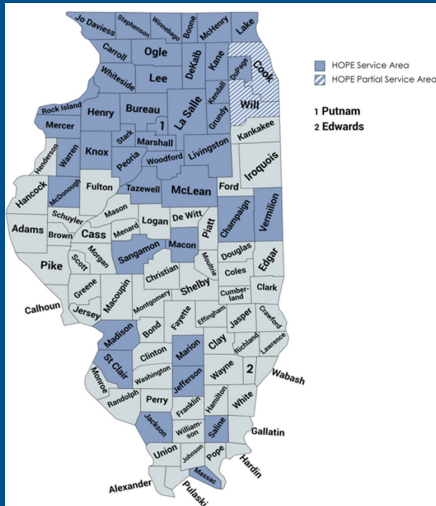 Jo Daviess
Stephenson
Winnebago
Boone
McHenry
Lake
Carroll
Ogle
DeKalb
Kane
Cook
DuPage
HOPE Service Area
HOPE Partial Service Area
Whiteside
Lee
Kendall
Will
Rock Island
Henry
Bureau
La Salle
Grundy
1 Putnam
2 Edwards
Mercer
1
Kankakee
Stark
Marshall
Henderson
Warren
Knox
Peoria
Woodford
Livingston
Iroquois
Hancock
McDonough
Fulton
Tazewell
McLean
Ford
Schuyler
Mason
Logan
De Witt
Champaign
Vermilion
Adams
Brown
Cass
Menard
Piatt
Macon
Sangamon
Pike
Scott
Morgan
Christian
Moultrie
Douglas
Edgar
Coles
Shelby
Greene
Macoupin
Cumber-
land
Clark
Calhoun
Jersey
Montgomery
Fayette
Effingham
Jasper
Crawford
Madison
Bond
Clay
Richland
Lawrence
Clinton
Marion
St Clair
Washington
Jefferson
Wayne
2
Wabash
Monroe
Randolph
Perry
Franklin
Hamilton
White
Jackson
William-
son
Saline
Gallatin
Union
Johnson
Pope
Hardin
Alexander
Pulaski
Massac